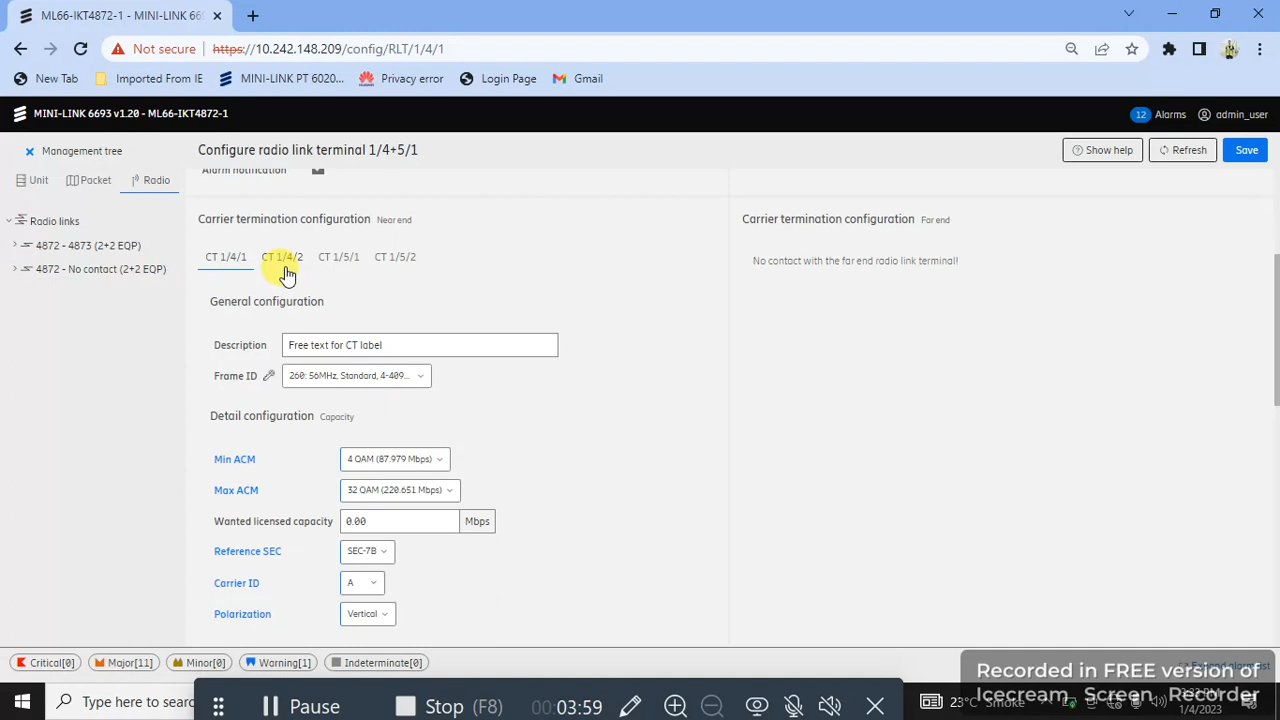 ML66-IKT4872-1 - MINI-LINK 669
Not secure
https://10.242.148.209/config/RLT/1/4/1
New Tab
Imported From IE
MINI-LINK PT 6020...
Privacy error
Login Page
Gmail
MINI-LINK 6693 v1.20 - ML66-IKT4872-1
12 Alarms
admin_user
Management tree
Configure radio link terminal 1/4+5/1
Show help
Refresh
Save
Unit
Packet
Radio
Alarm notification
Radio links
4872 - 4873 (2+2 EQP)
4872 - No contact (2+2 EQP)
Carrier termination configuration Near end
Carrier termination configuration Far end
CT 1/4/1 CT 1/4/2 CT 1/5/1 CT 1/5/2
No contact with the far end radio link terminal!
General configuration
Description Free text for CT label
Frame ID 260: 56MHz, Standard, 4-409...
Detail configuration Capacity
Min ACM 4 QAM (87.979 Mbps)
Max ACM 32 QAM (220.651 Mbps)
Wanted licensed capacity 0.00 Mbps
Reference SEC SEC-7B
Carrier ID A
Polarization Vertical
Critical[0]
Major[11]
Minor[0]
Warning[1]
Indeterminate[0]
Recorded in FREE version of
Icecream Screen Recorder
Type here to
Pause
Stop (F8)
00:03:59
23°C Smoke
1/4/2023